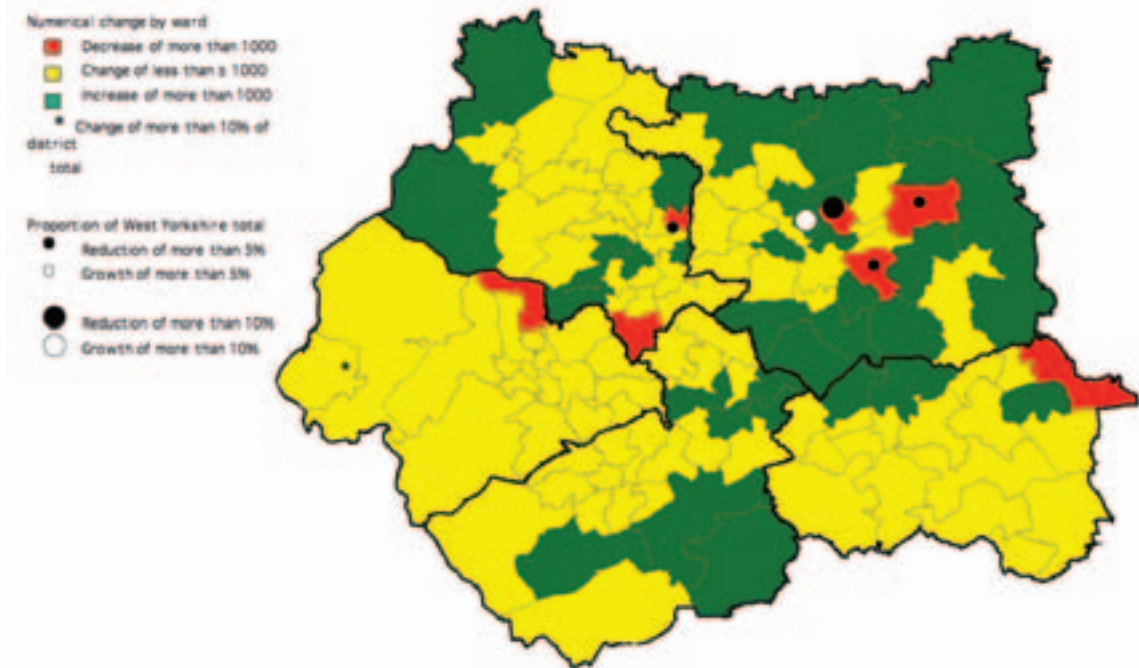 Numerical change by ward
Decrease of more than 1000
Change of less than ± 1000
Increase of more than 1000
Change of more than 10% of
district
total
Proportion of West Yorkshire total
Reduction of more than 5%
Growth of more than 5%
Reduction of more than 10%
Growth of more than 10%